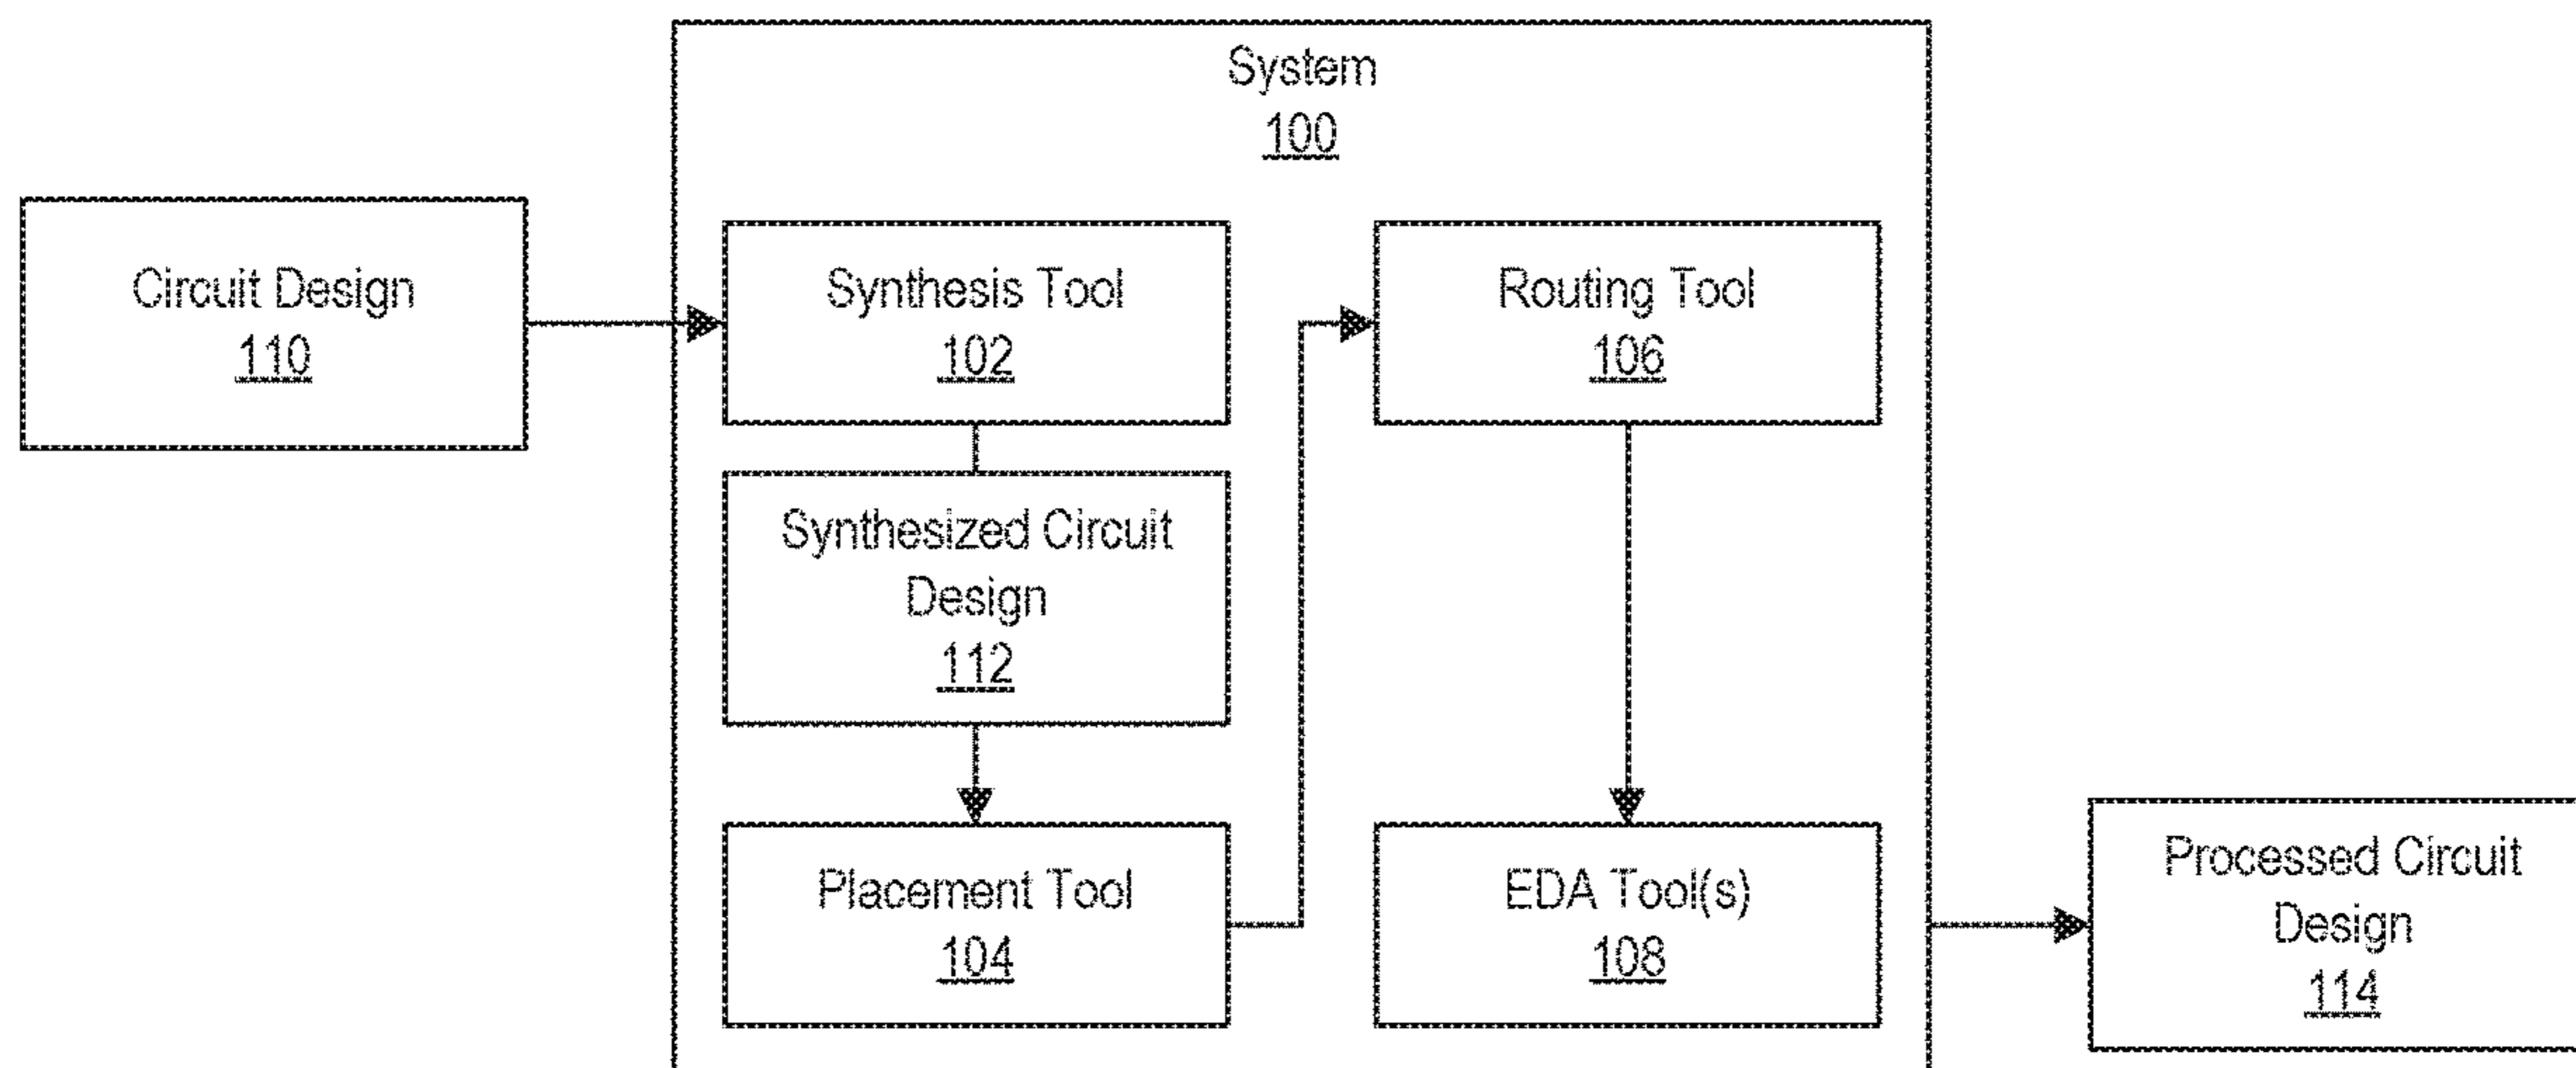 System
100
Circuit Design
110
Synthesis Tool
102
Routing Tool
106
Synthesized Circuit
Design
112
Placement Tool
104
EDA Tool(s)
108
Processed Circuit
Design
114